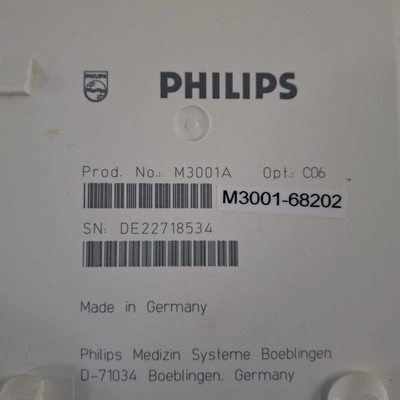 PHILIPS
PHILIPS
Prod. No.: M3001A Opt.: C06
M3001-68202
SN: DE22718534
Made in Germany
Philips Medizin Systeme Boeblingen
D-71034 Boeblingen, Germany